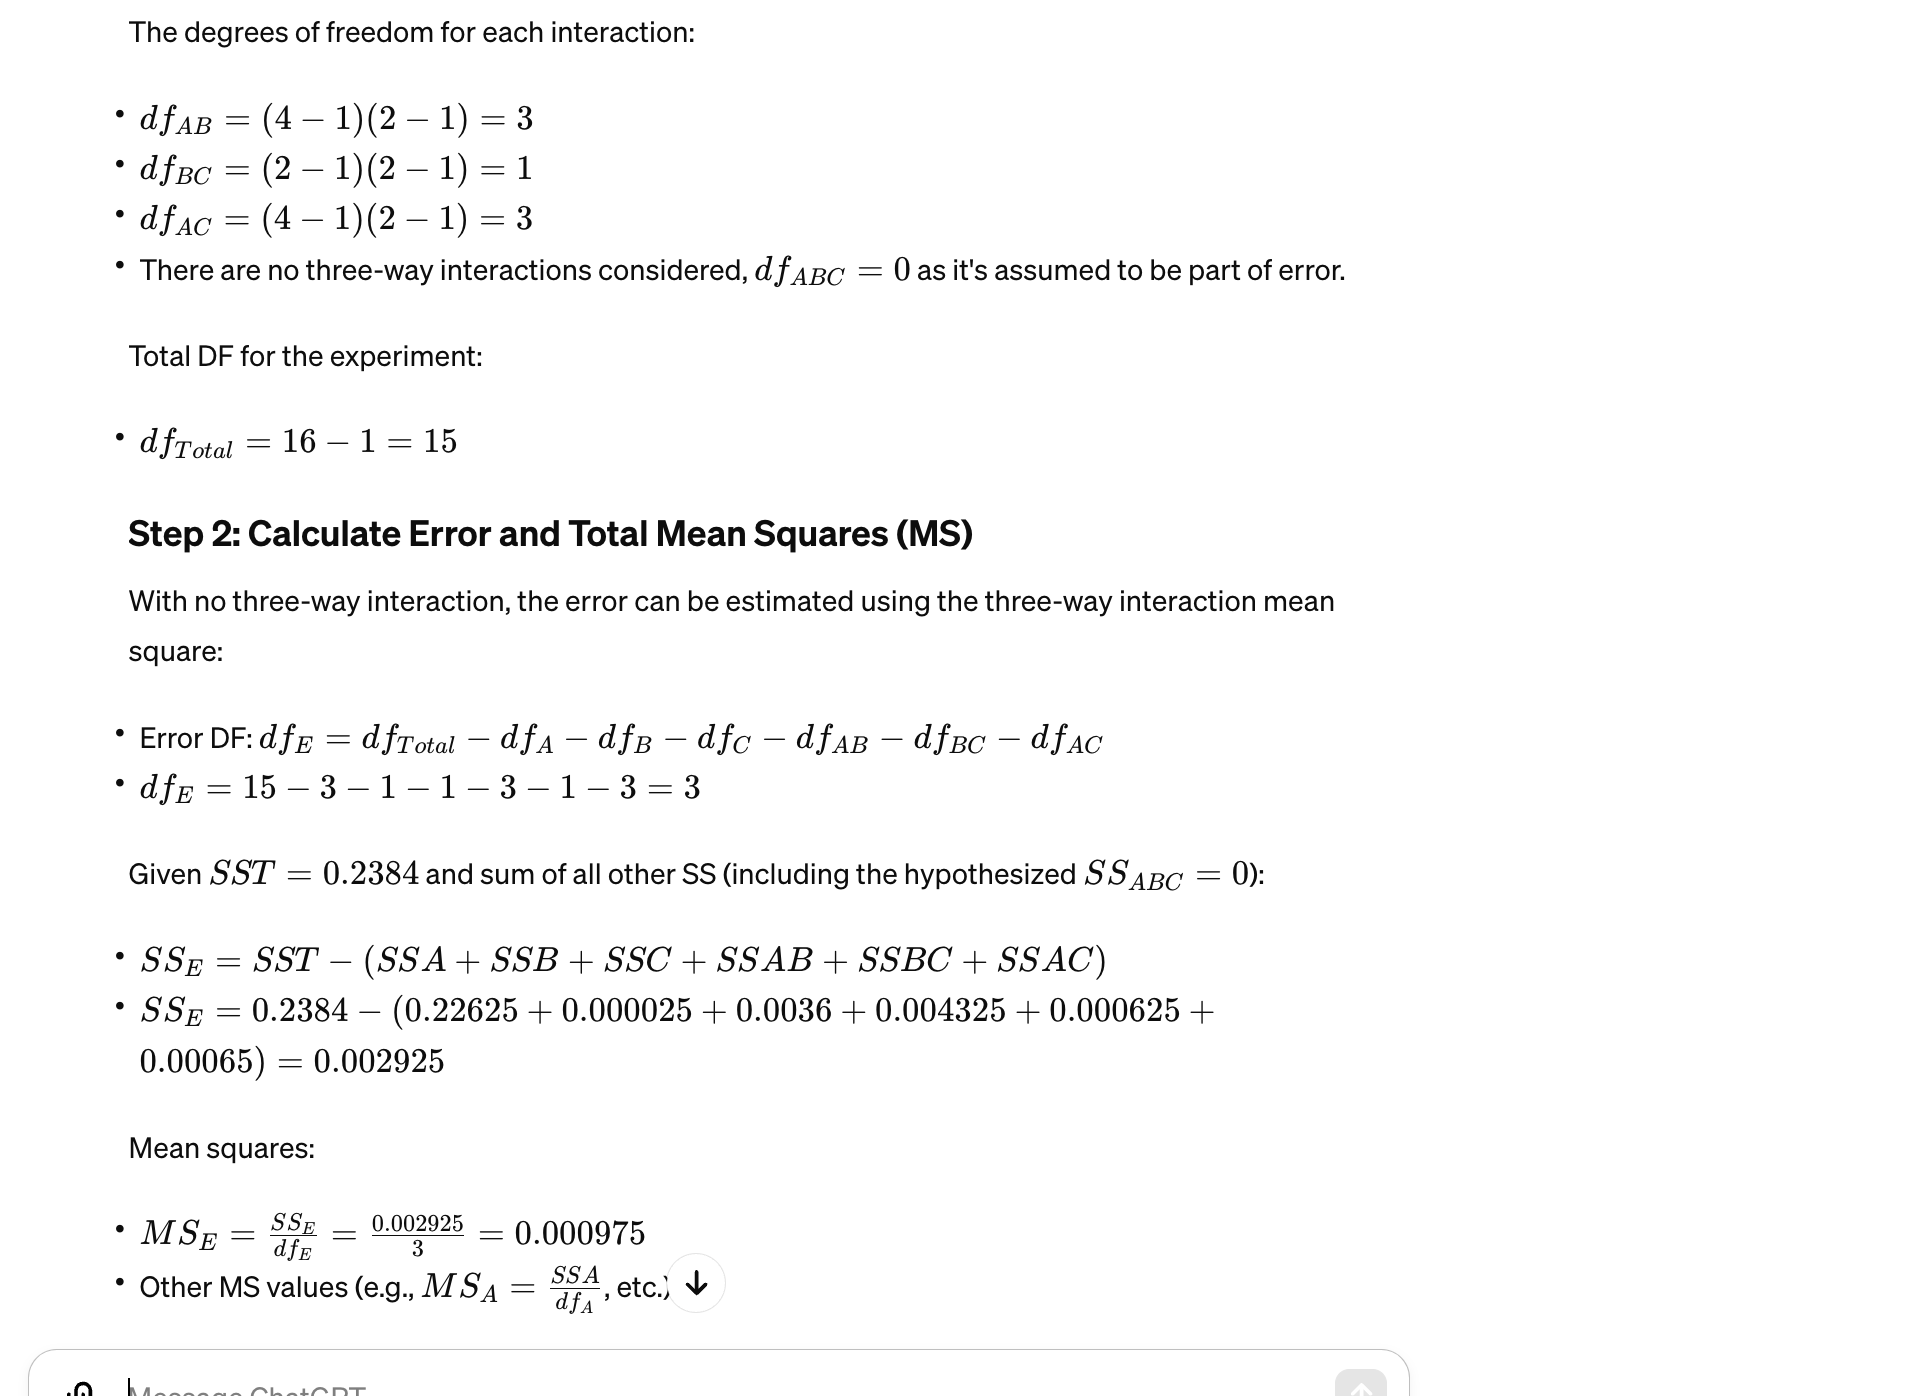 The degrees of freedom for each interaction:
• df_{AB} = (4 − 1)(2 − 1) = 3
• df_{BC} = (2 − 1)(2 − 1) = 1
• df_{AC} = (4 − 1)(2 − 1) = 3
• There are no three-way interactions considered, df_{ABC} = 0 as it's assumed to be part of error.
Total DF for the experiment:
• df_{Total} = 16 − 1 = 15
Step 2: Calculate Error and Total Mean Squares (MS)
With no three-way interaction, the error can be estimated using the three-way interaction mean
square:
• Error DF: df_E = df_{Total} − df_A − df_B − df_C − df_{AB} − df_{BC} − df_{AC}
• df_E = 15 − 3 − 1 − 1 − 3 − 1 − 3 = 3
Given SST = 0.2384 and sum of all other SS (including the hypothesized SS_{ABC} = 0):
• SS_E = SST − (SSA + SSB + SSC + SSAB + SSBC + SSAC)
• SS_E = 0.2384 − (0.22625 + 0.000025 + 0.0036 + 0.004325 + 0.000625 +
0.00065) = 0.002925
Mean squares:
• MS_E = \frac{SS_E}{df_E} = \frac{0.002925}{3} = 0.000975
• Other MS values (e.g., MS_A = \frac{SSA}{df_A}, etc.)
Message ChatGPT